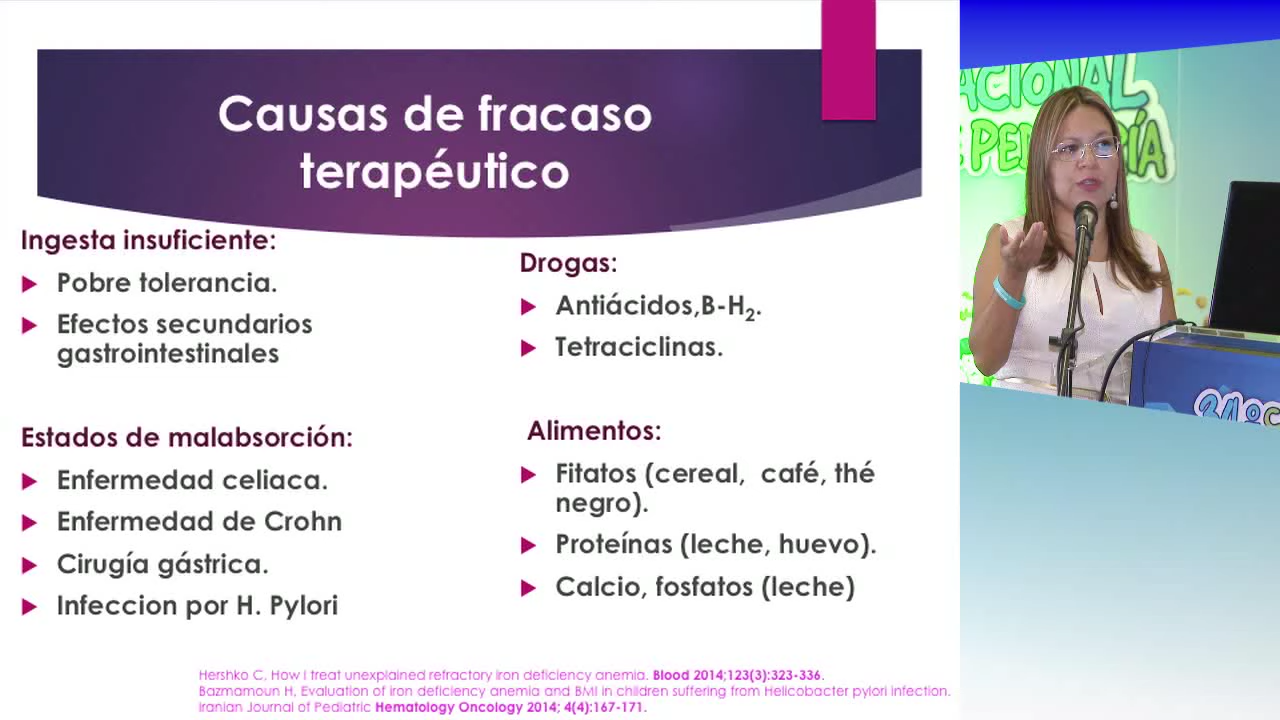 Causas de fracaso
terapéutico
Ingesta insuficiente:
Pobre tolerancia.
Efectos secundarios
gastrointestinales
Estados de malabsorción:
Enfermedad celiaca.
Enfermedad de Crohn
Cirugía gástrica.
Infeccion por H. Pylori
Drogas:
Antiácidos,B-H₂.
Tetraciclinas.
Alimentos:
Fitatos (cereal, café, thé
negro).
Proteínas (leche, huevo).
Calcio, fosfatos (leche)
Hershko C, How I treat unexplained refractory iron deficiency anemia. Blood 2014;123(3):323-336.
Bazmamoun H, Evaluation of iron deficiency anemia and BMI in children suffering from Helicobacter pylori infection.
Iranian Journal of Pediatric Hematology Oncology 2014; 4(4):167-171.
ACIONAL
34º